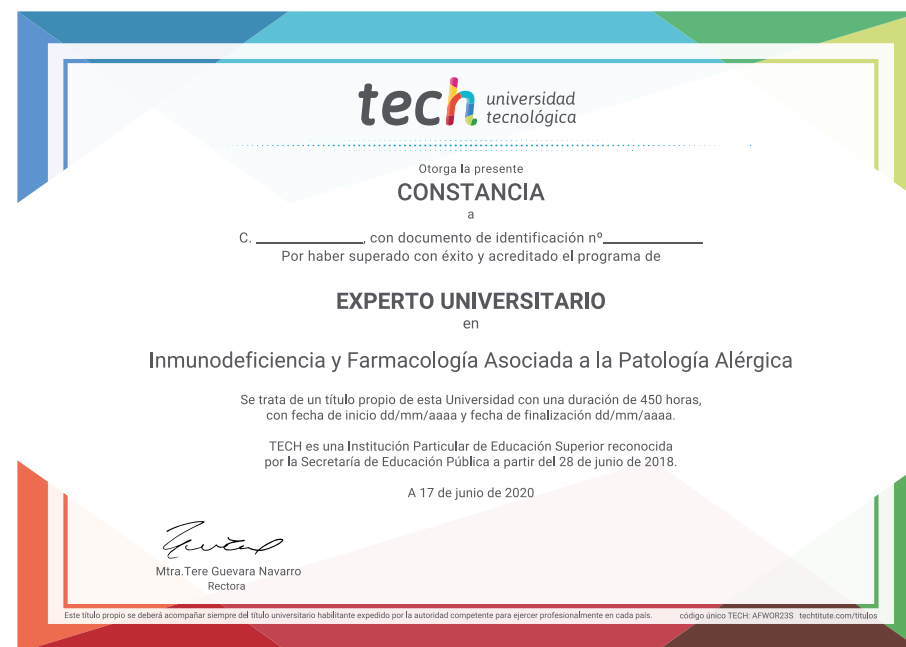 tech universidad
tecnológica
Otorga la presente
CONSTANCIA
a
C. ____________, con documento de identificación nº____________
Por haber superado con éxito y acreditado el programa de
EXPERTO UNIVERSITARIO
en
Inmunodeficiencia y Farmacología Asociada a la Patología Alérgica
Se trata de un título propio de esta Universidad con una duración de 450 horas,
con fecha de inicio dd/mm/aaaa y fecha de finalización dd/mm/aaaa.
TECH es una Institución Particular de Educación Superior reconocida
por la Secretaría de Educación Pública a partir del 28 de junio de 2018.
A 17 de junio de 2020
Mtra.Tere Guevara Navarro
Rectora
Este título propio se deberá acompañar siempre del título universitario habilitante expedido por la autoridad competente para ejercer profesionalmente en cada país. código único TECH: AFWOR23S techtitute.com/titulos